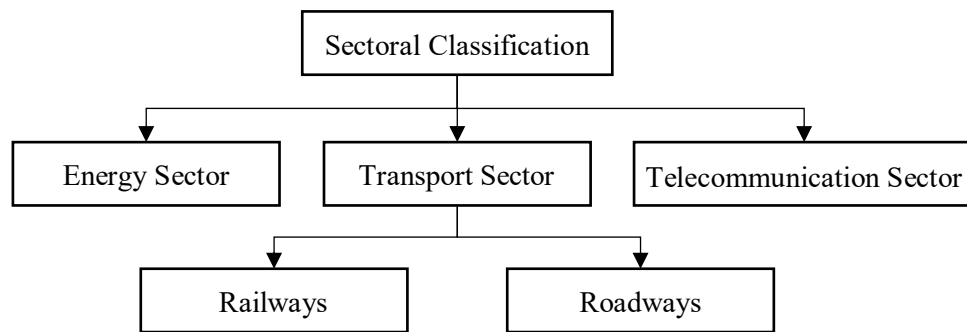 Sectoral Classification
Energy Sector
Transport Sector
Telecommunication Sector
Railways
Roadways